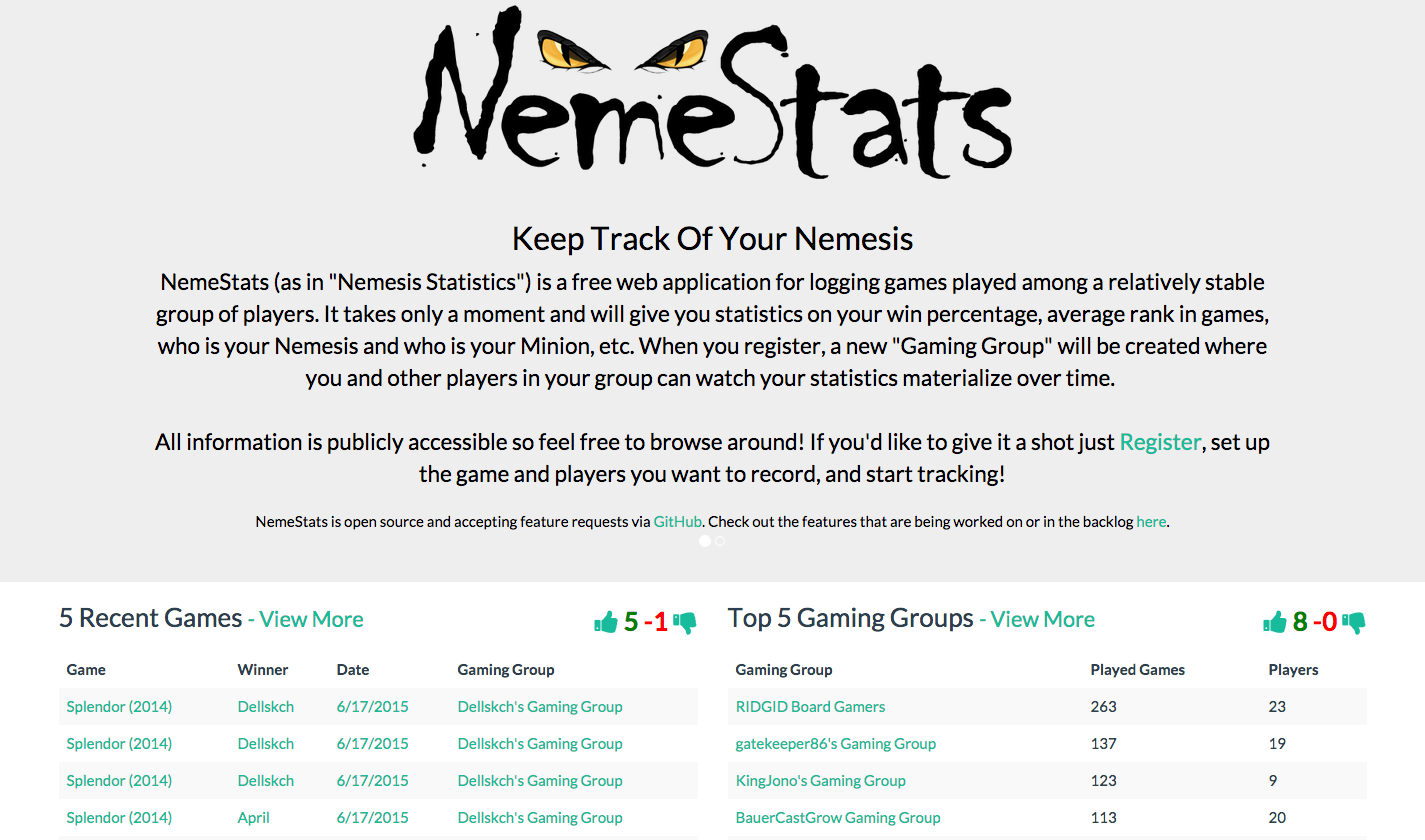 NemeStats
Keep Track Of Your Nemesis
NemeStats (as in "Nemesis Statistics") is a free web application for logging games played among a relatively stable
group of players. It takes only a moment and will give you statistics on your win percentage, average rank in games,
who is your Nemesis and who is your Minion, etc. When you register, a new "Gaming Group" will be created where
you and other players in your group can watch your statistics materialize over time.
All information is publicly accessible so feel free to browse around! If you'd like to give it a shot just Register, set up
the game and players you want to record, and start tracking!
NemeStats is open source and accepting feature requests via GitHub. Check out the features that are being worked on or in the backlog here.
5 Recent Games - View More 5 -1
Game Winner Date Gaming Group
Splendor (2014) Dellskch 6/17/2015 Dellskch's Gaming Group
Splendor (2014) Dellskch 6/17/2015 Dellskch's Gaming Group
Splendor (2014) Dellskch 6/17/2015 Dellskch's Gaming Group
Splendor (2014) April 6/17/2015 Dellskch's Gaming Group
Top 5 Gaming Groups - View More 8 -0
Gaming Group Played Games Players
RIDGID Board Gamers 263 23
gatekeeper86's Gaming Group 137 19
KingJono's Gaming Group 123 9
BauerCastGrow Gaming Group 113 20